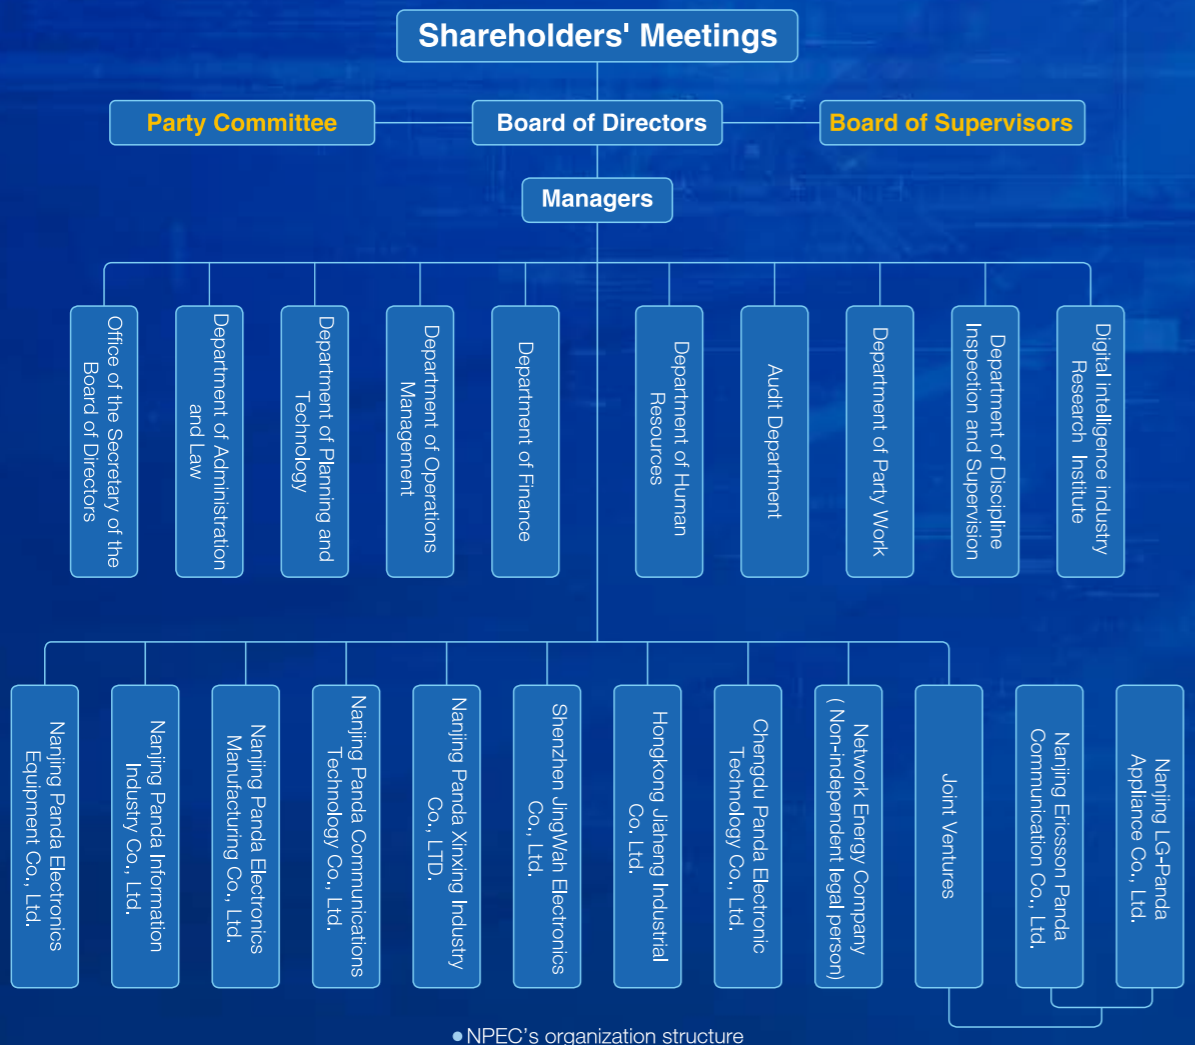 Shareholders' Meetings
Party Committee
Board of Directors
Board of Supervisors
Managers
Office of the Secretary of the
Board of Directors
Department of Administration
and Law
Department of Planning and
Technology
Department of Operations
Management
Department of Finance
Department of Human
Resources
Audit Department
Department of Party Work
Department of Discipline
Inspection and Supervision
Digital intelligence industry
Research Institute
Nanjing Panda Electronics
Equipment Co., Ltd.
Nanjing Panda Information
Industry Co., Ltd.
Nanjing Panda Electronics
Manufacturing Co., Ltd.
Nanjing Panda Communications
Technology Co., Ltd.
Nanjing Panda Xinxing Industry
Co., LTD.
Shenzhen JingWah Electronics
Co., Ltd.
Hongkong Jiaheng Industrial
Co. Ltd.
Chengdu Panda Electronic
Technology Co., Ltd.
Network Energy Company
( Non-independent legal person)
Joint Ventures
Nanjing Ericsson Panda
Communication Co., Ltd.
Nanjing LG-Panda
Appliance Co., Ltd.
● NPEC's organization structure